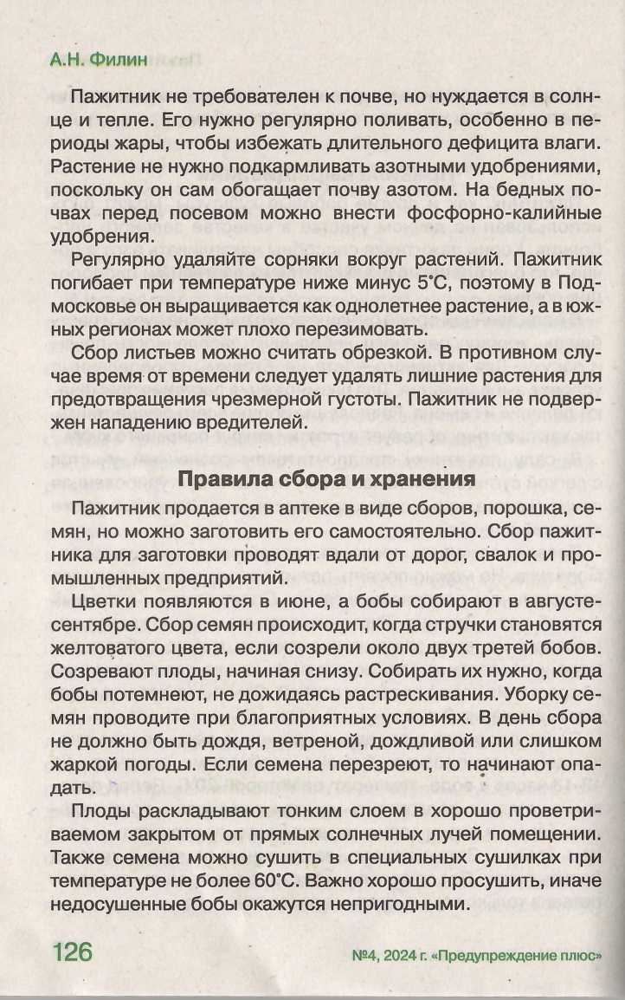 А.Н. Филин
Пажитник не требователен к почве, но нуждается в солн-
це и тепле. Его нужно регулярно поливать, особенно в пе-
риоды жары, чтобы избежать длительного дефицита влаги.
Растение не нужно подкармливать азотными удобрениями,
поскольку он сам обогащает почву азотом. На бедных по-
чвах перед посевом можно внести фосфорно-калийные
удобрения.
Регулярно удаляйте сорняки вокруг растений. Пажитник
погибает при температуре ниже минус 5°С, поэтому в Под-
московье он выращивается как однолетнее растение, а в юж-
ных регионах может плохо перезимовать.
Сбор листьев можно считать обрезкой. В противном слу-
чае время от времени следует удалять лишние растения для
предотвращения чрезмерной густоты. Пажитник не подвер-
жен нападению вредителей.
Правила сбора и хранения
Пажитник продается в аптеке в виде сборов, порошка, се-
мян, но можно заготовить его самостоятельно. Сбор пажит-
ника для заготовки проводят вдали от дорог, свалок и про-
мышленных предприятий.
Цветки появляются в июне, а бобы собирают в августе-
сентябре. Сбор семян происходит, когда стручки становятся
желтоватого цвета, если созрели около двух третей бобов.
Созревают плоды, начиная снизу. Собирать их нужно, когда
бобы потемнеют, не дожидаясь растрескивания. Уборку се-
мян проводите при благоприятных условиях. В день сбора
не должно быть дождя, ветреной, дождливой или слишком
жаркой погоды. Если семена перезреют, то начинают опа-
дать.
Плоды раскладывают тонким слоем в хорошо проветри-
ваемом закрытом от прямых солнечных лучей помещении.
Также семена можно сушить в специальных сушилках при
температуре не более 60°С. Важно хорошо просушить, иначе
недосушенные бобы окажутся непригодными.
126
№4, 2024 г. «Предупреждение плюс»